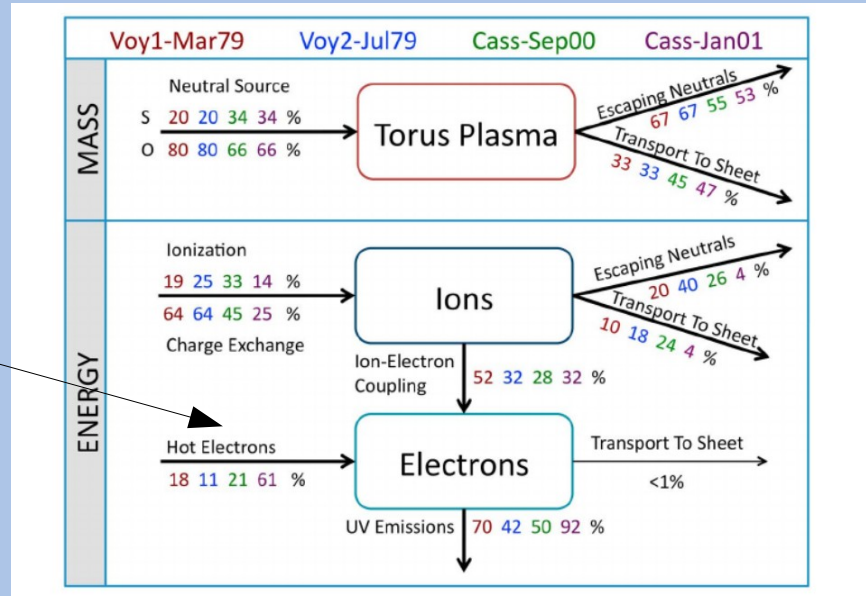 Voy1-Mar79 Voy2-Jul79 Cass-Sep00 Cass-Jan01
MASS
Neutral Source
S 20 20 34 34 %
O 80 80 66 66 %
Torus Plasma
Escaping Neutrals
67 67 55 53 %
Transport To Sheet
33 33 45 47 %
ENERGY
Ionization
19 25 33 14 %
64 64 45 25 %
Charge Exchange
Ions
Escaping Neutrals
20 40 26 4 %
Transport To Sheet
10 18 24 4 %
Ion-Electron
Coupling
52 32 28 32 %
Hot Electrons
18 11 21 61 %
Electrons
Transport To Sheet
<1%
UV Emissions 70 42 50 92 %